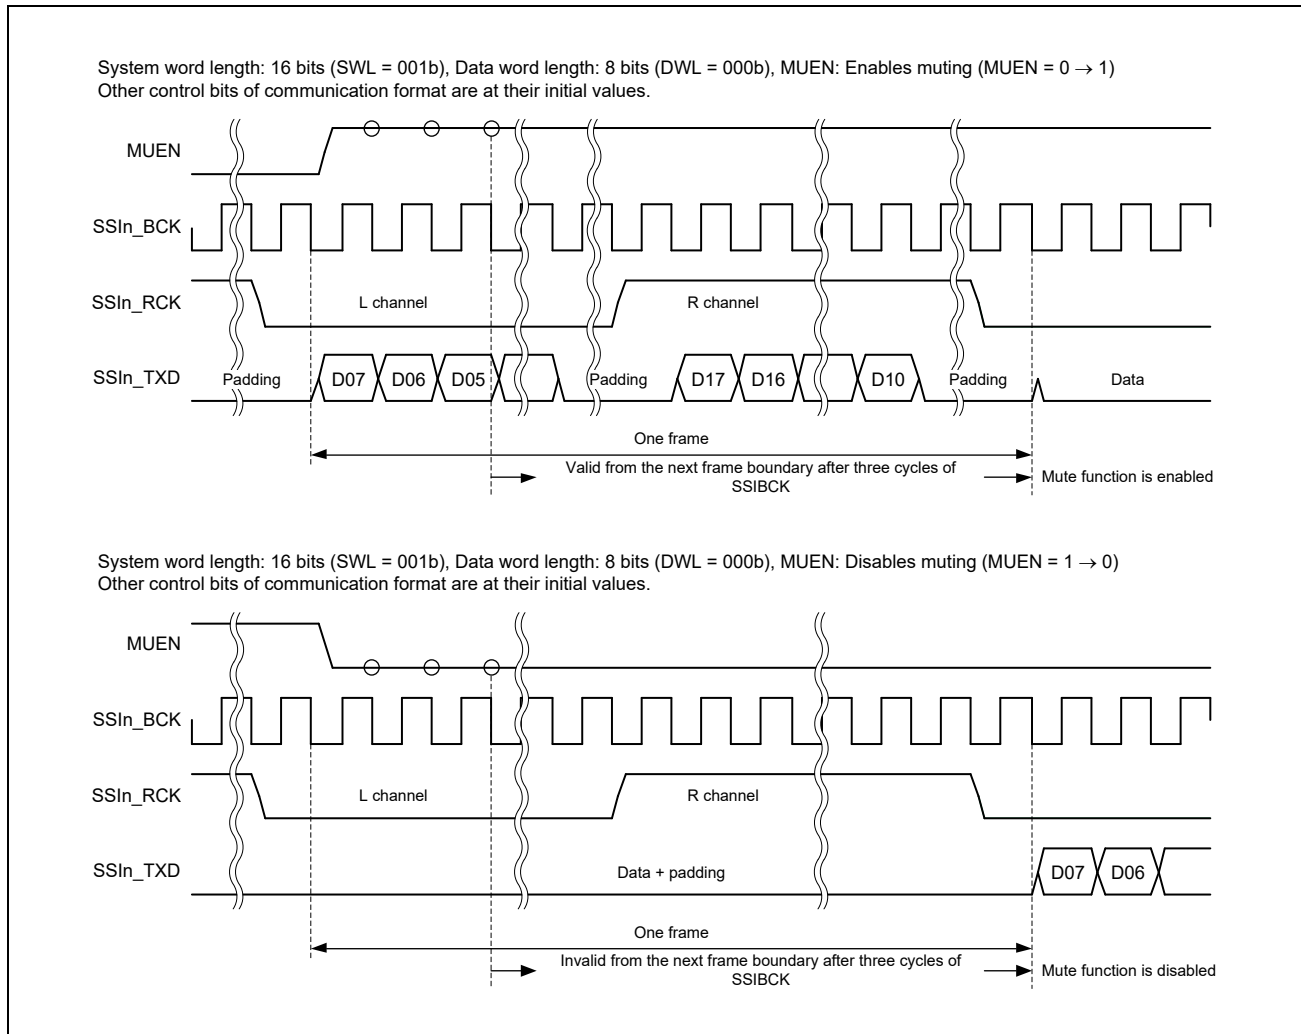 System word length: 16 bits (SWL = 001b), Data word length: 8 bits (DWL = 000b), MUEN: Enables muting (MUEN = 0 → 1)
Other control bits of communication format are at their initial values.
MUEN
SSIn_BCK
SSIn_RCK
L channel
R channel
SSIn_TXD
Padding
D07
D06
D05
Padding
D17
D16
D10
Padding
Data
One frame
Valid from the next frame boundary after three cycles of
SSIBCK
Mute function is enabled
System word length: 16 bits (SWL = 001b), Data word length: 8 bits (DWL = 000b), MUEN: Disables muting (MUEN = 1 → 0)
Other control bits of communication format are at their initial values.
MUEN
SSIn_BCK
SSIn_RCK
L channel
R channel
SSIn_TXD
Data + padding
D07
D06
One frame
Invalid from the next frame boundary after three cycles of
SSIBCK
Mute function is disabled